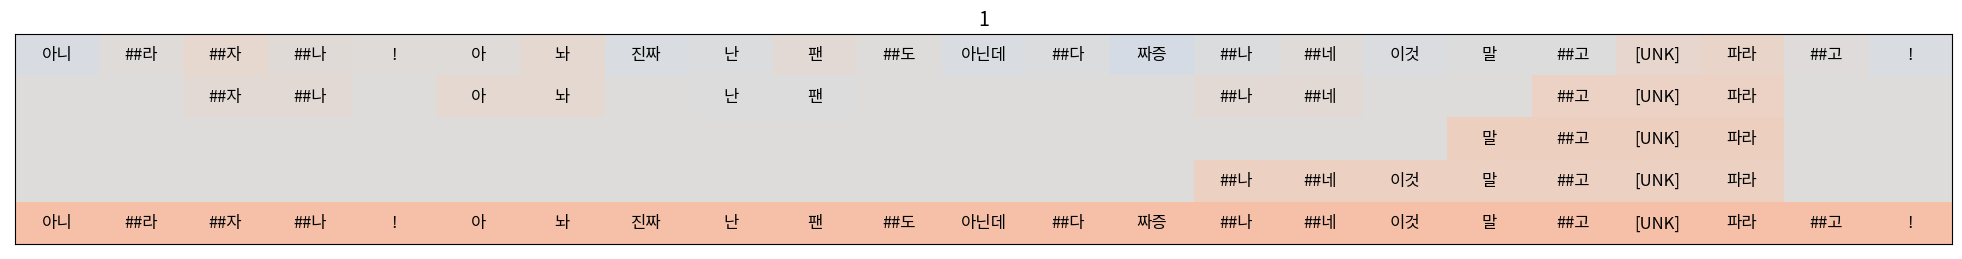 1
아니 ##라 ##자 ##나 ! 아 놔 진짜 난 팬 ##도 아닌데 ##다 짜증 ##나 ##네 이것 말 ##고 [UNK] 파라 ##고 !
##자 ##나 아 놔 난 팬 ##나 ##네 ##고 [UNK] 파라
말 ##고 [UNK] 파라
##나 ##네 이것 말 ##고 [UNK] 파라
아니 ##라 ##자 ##나 ! 아 놔 진짜 난 팬 ##도 아닌데 ##다 짜증 ##나 ##네 이것 말 ##고 [UNK] 파라 ##고 !